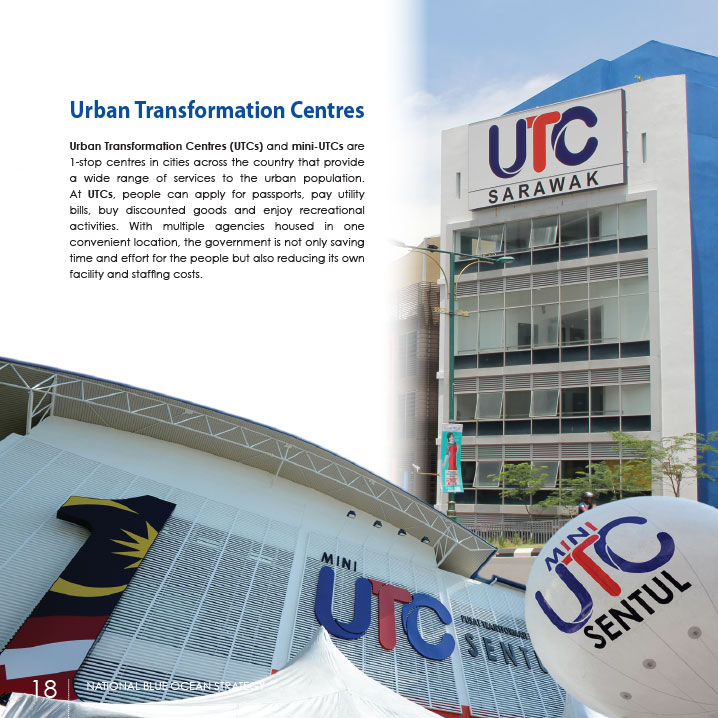 Urban Transformation Centres
Urban Transformation Centres (UTCs) and mini-UTCs are
1-stop centres in cities across the country that provide
a wide range of services to the urban population.
At UTCs, people can apply for passports, pay utility
bills, buy discounted goods and enjoy recreational
activities. With multiple agencies housed in one
convenient location, the government is not only saving
time and effort for the people but also reducing its own
facility and staffing costs.
UTC
SARAWAK
1
MINI
UTC
PUSAT TRANSFORMASI
SENTUL
MINI
UTC
SENTUL
18
NATIONAL BLUE OCEAN STRATEGY